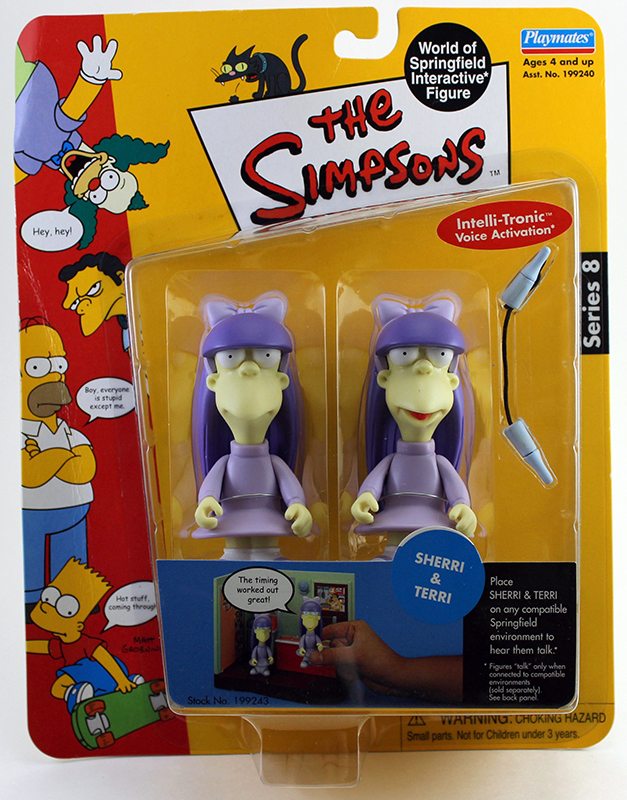 World of
Springfield
Interactive*
Figure
Playmates®
Ages 4 and up
Asst. No. 199240
THE
SIMPSONS
TM
Intelli-Tronic™
Voice Activation*
Series 8
Hey, hey!
Boy, everyone
is stupid
except me.
Hot stuff,
coming through
MATT
GROENING
The timing
worked out
great!
SHERRI
&
TERRI
Place
SHERRI & TERRI
on any compatible
Springfield
environment to
hear them talk.*
* Figures "talk" only when
connected to compatible
environments
(sold separately).
See back panel.
Stock No. 199243
WARNING: CHOKING HAZARD
Small parts. Not for Children under 3 years.